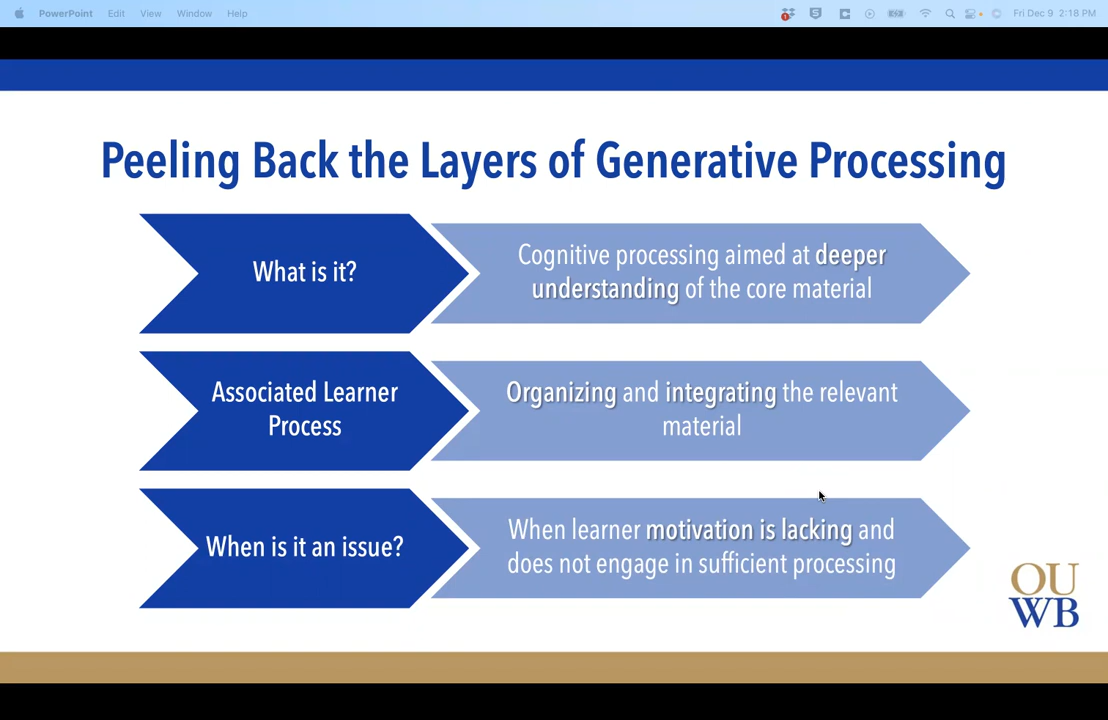 PowerPoint Edit View Window Help Fri Dec 9 2:18 PM
Peeling Back the Layers of Generative Processing
What is it?
Cognitive processing aimed at deeper
understanding of the core material
Associated Learner
Process
Organizing and integrating the relevant
material
When is it an issue?
When learner motivation is lacking and
does not engage in sufficient processing
OU
WB